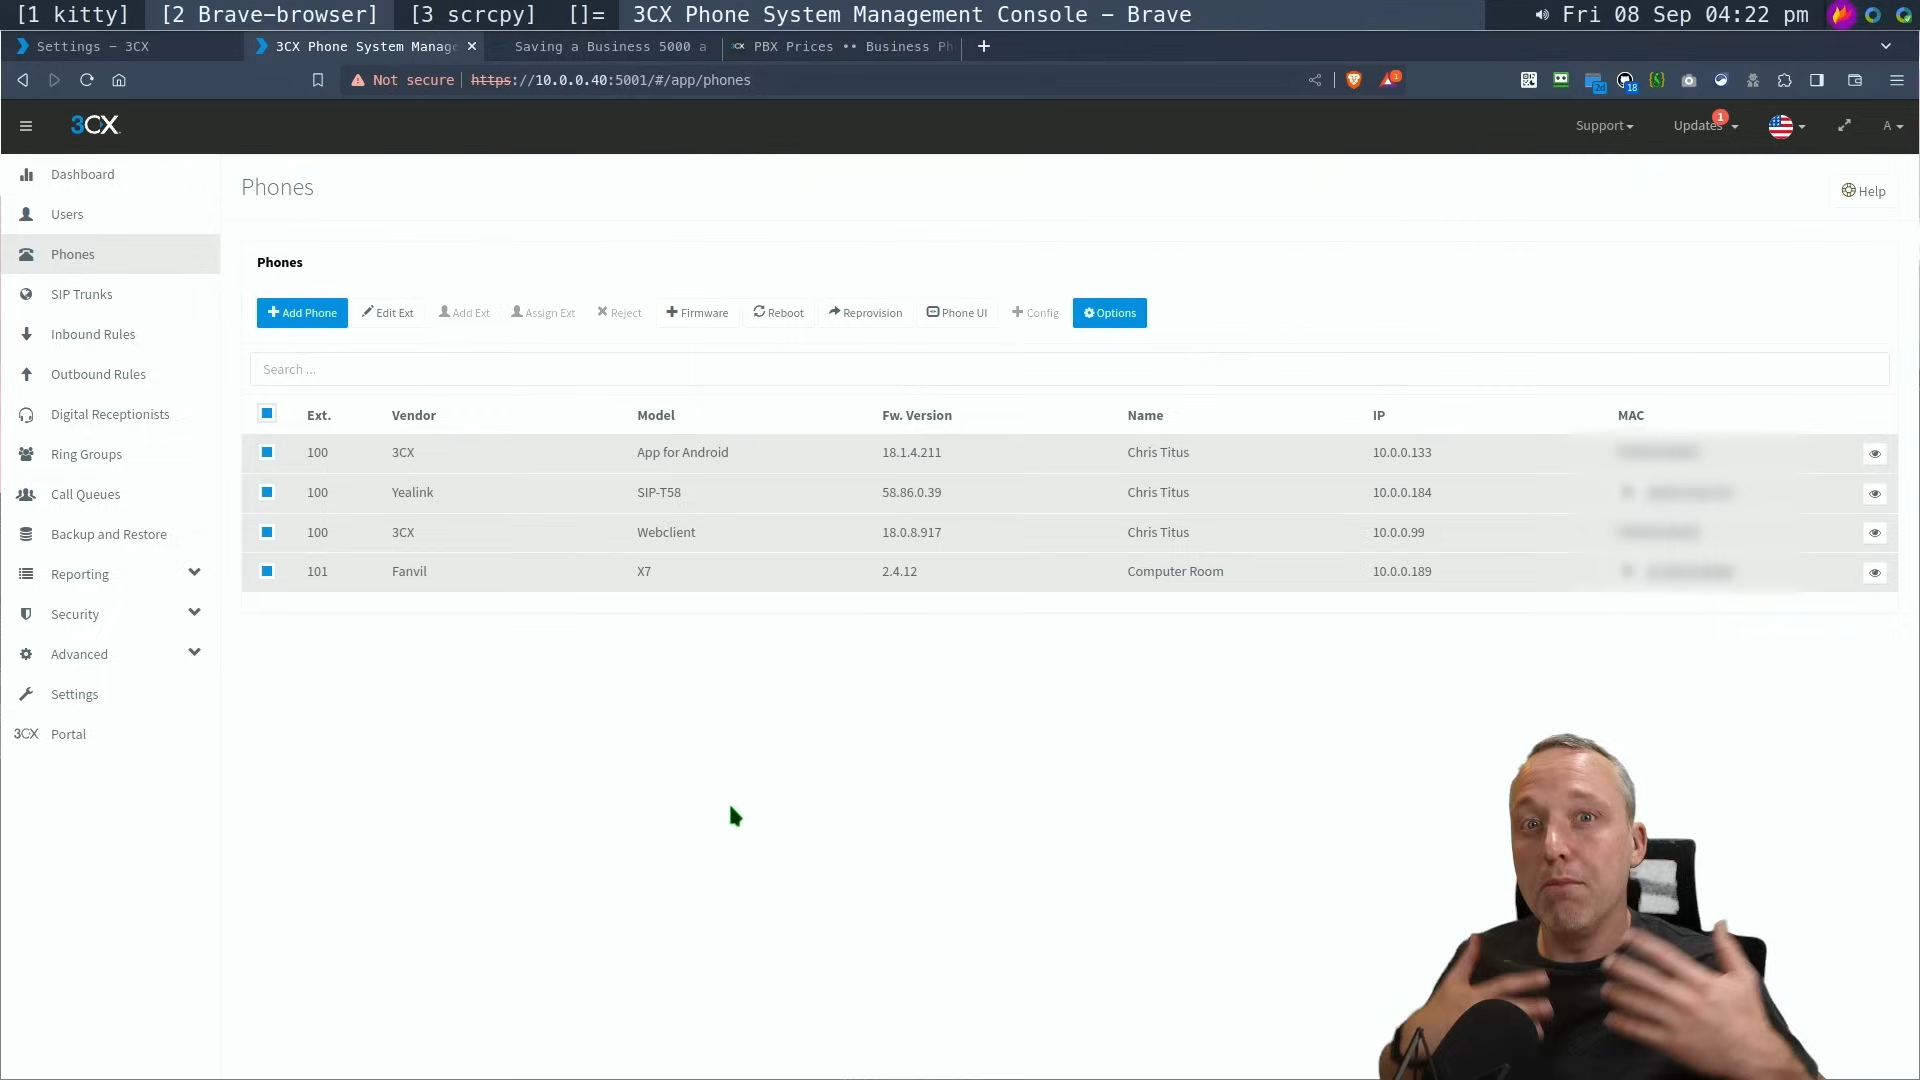 [1 kitty] [2 Brave-browser] [3 scrcpy] []= 3CX Phone System Management Console - Brave Fri 08 Sep 04:22 pm
Settings - 3CX
3CX Phone System Manag
Saving a Business 5000 a
PBX Prices •• Business Ph
Not secure https://10.0.0.40:5001/#/app/phones
1
2d
18
3CX
Support
Updates
1
A
Dashboard
Users
Phones
SIP Trunks
Inbound Rules
Outbound Rules
Digital Receptionists
Ring Groups
Call Queues
Backup and Restore
Reporting
Security
Advanced
Settings
3CX Portal
Phones
Help
Phones
Add Phone Edit Ext Add Ext Assign Ext Reject Firmware Reboot Reprovision Phone UI Config Options
Search ...
Ext. Vendor Model Fw. Version Name IP MAC
100 3CX App for Android 18.1.4.211 Chris Titus 10.0.0.133
100 Yealink SIP-T58 58.86.0.39 Chris Titus 10.0.0.184
100 3CX Webclient 18.0.8.917 Chris Titus 10.0.0.99
101 Fanvil X7 2.4.12 Computer Room 10.0.0.189